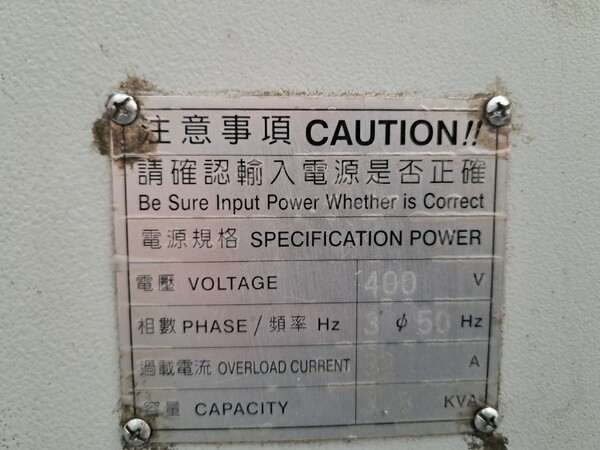 注意事項 CAUTION!!
請確認輸入電源是否正確
Be Sure Input Power Whether is Correct
電源規格 SPECIFICATION POWER
電壓 VOLTAGE 400 V
相數 PHASE / 頻率 Hz 3 ϕ 50 Hz
過載電流 OVERLOAD CURRENT A
容量 CAPACITY KVA